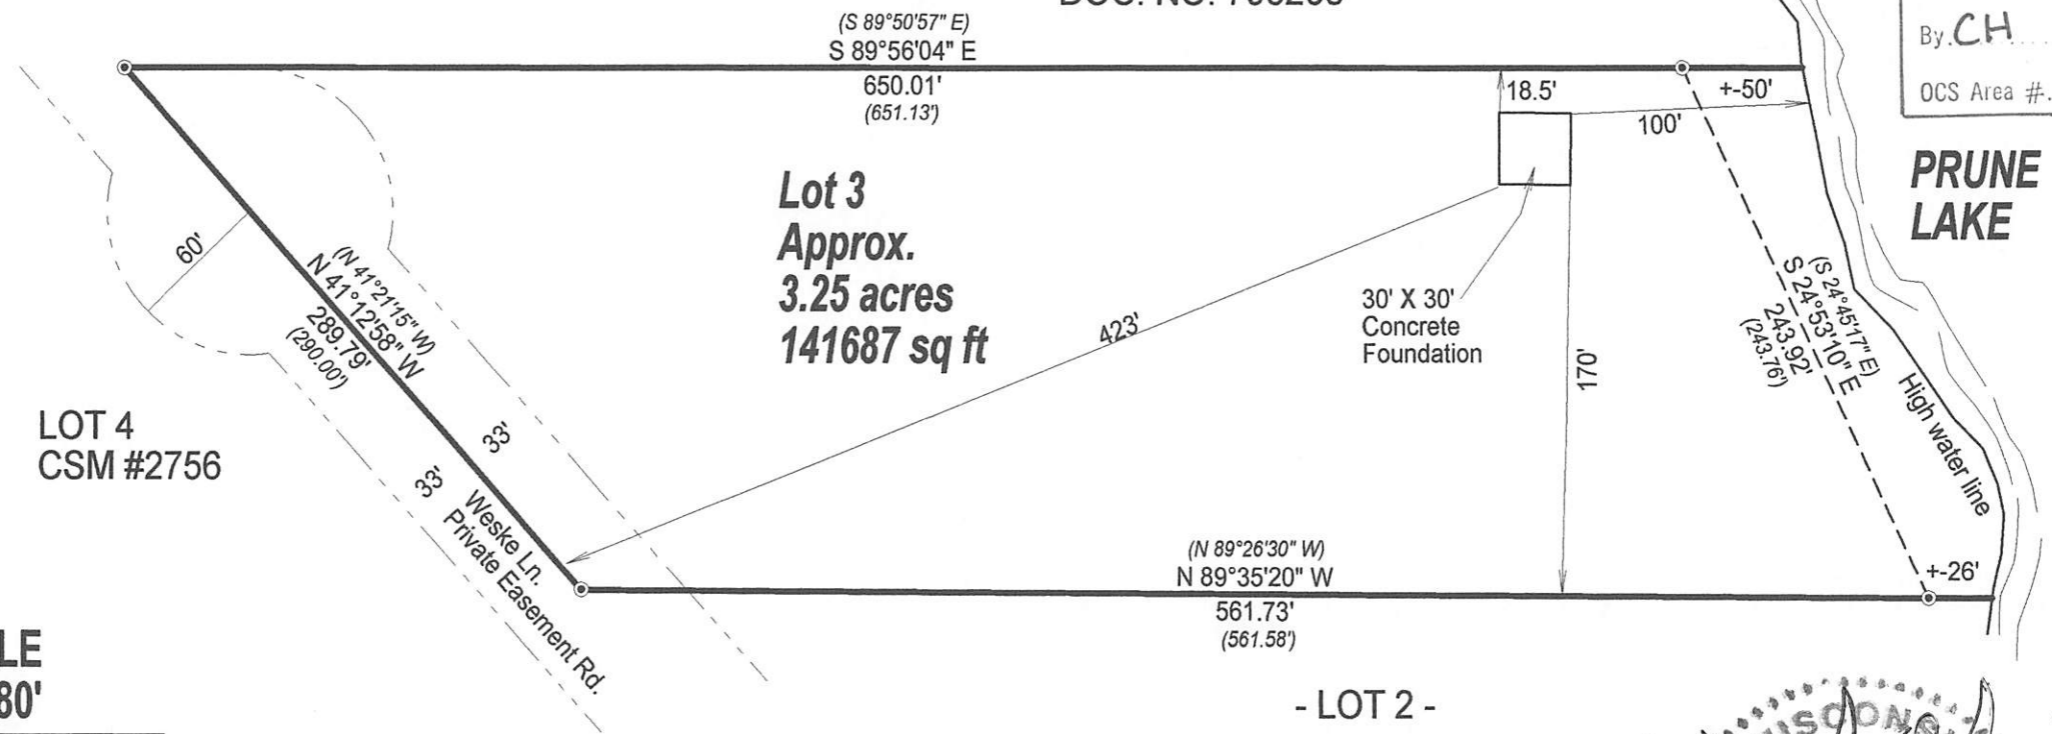 (S 89°50'57" E)
S 89°56'04" E
650.01'
(651.13')
By. CH
OCS Area #.
18.5'
+-50'
100'
PRUNE
LAKE
Lot 3
Approx.
3.25 acres
141687 sq ft
60'
(N 41°21'15" W)
N 41°12'58" W
289.79'
(290.00')
423'
30' X 30'
Concrete
Foundation
170'
(S 24°45'17" E)
S 24°53'10" E
243.92'
(243.76')
High water line
LOT 4
CSM #2756
33'
33'
Weske Ln.
Private Easement Rd.
(N 89°26'30" W)
N 89°35'20" W
561.73'
(561.58')
+-26'
LE
80'
- LOT 2 -